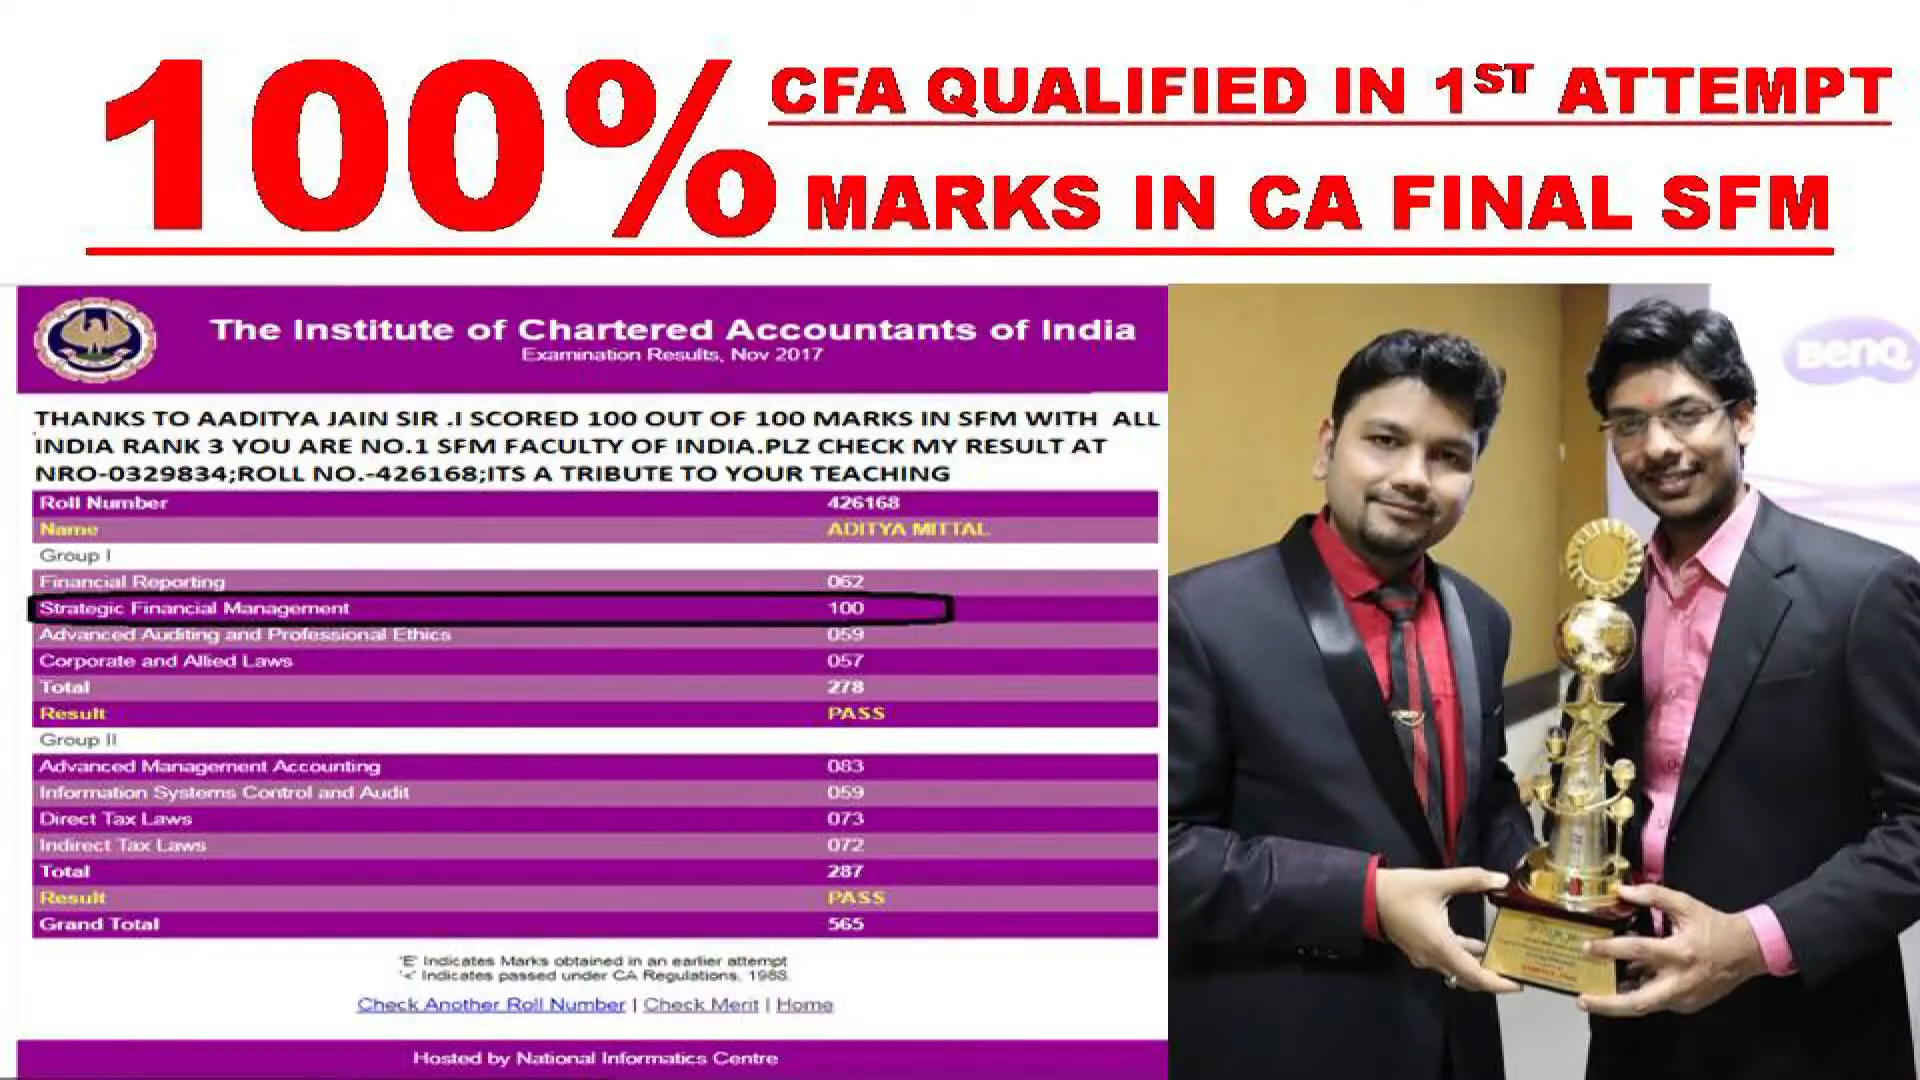 100% CFA QUALIFIED IN 1ST ATTEMPT
MARKS IN CA FINAL SFM
The Institute of Chartered Accountants of India
Examination Results, Nov 2017
THANKS TO AADITYA JAIN SIR .I SCORED 100 OUT OF 100 MARKS IN SFM WITH ALL
INDIA RANK 3 YOU ARE NO.1 SFM FACULTY OF INDIA.PLZ CHECK MY RESULT AT
NRO-0329834;ROLL NO.-426168;ITS A TRIBUTE TO YOUR TEACHING
Roll Number 426168
Name ADITYA MITTAL
Group I
Financial Reporting 062
Strategic Financial Management 100
Advanced Auditing and Professional Ethics 059
Corporate and Allied Laws 057
Total 278
Result PASS
Group II
Advanced Management Accounting 083
Information Systems Control and Audit 059
Direct Tax Laws 073
Indirect Tax Laws 072
Total 287
Result PASS
Grand Total 565
'E' Indicates Marks obtained in an earlier attempt
'<' Indicates passed under CA Regulations, 1988.
Check Another Roll Number | Check Merit | Home
Hosted by National Informatics Centre
BenQ